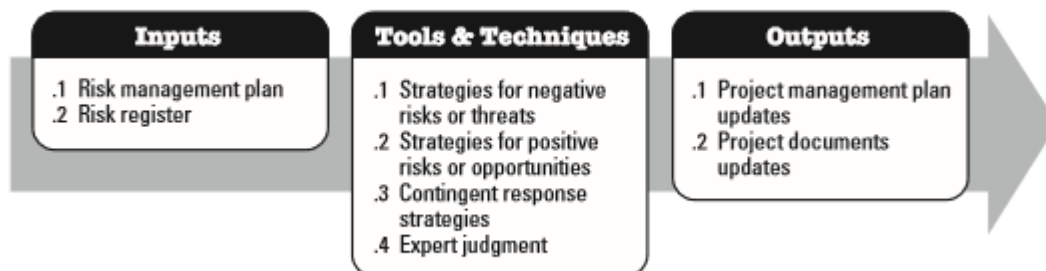 Inputs
.1 Risk management plan
.2 Risk register
Tools & Techniques
.1 Strategies for negative
risks or threats
.2 Strategies for positive
risks or opportunities
.3 Contingent response
strategies
.4 Expert judgment
Outputs
.1 Project management plan
updates
.2 Project documents
updates